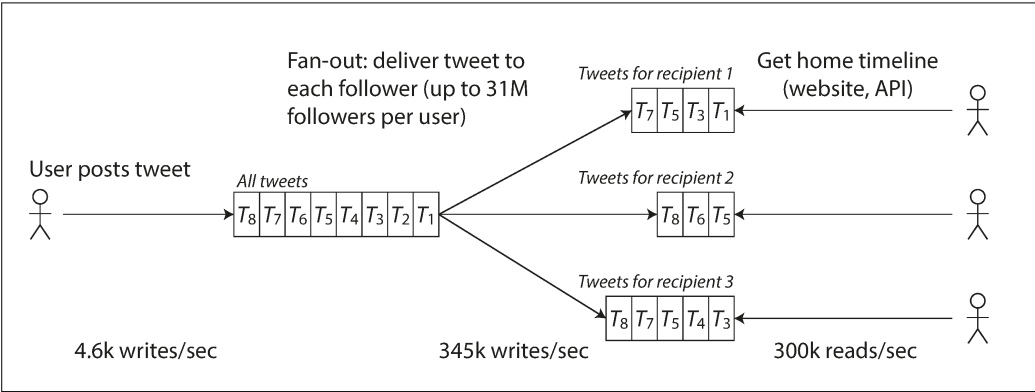 Fan-out: deliver tweet to
each follower (up to 31M
followers per user)
Tweets for recipient 1
T7 T5 T3 T1
Get home timeline
(website, API)
User posts tweet
All tweets
T8 T7 T6 T5 T4 T3 T2 T1
Tweets for recipient 2
T8 T6 T5
Tweets for recipient 3
T8 T7 T5 T4 T3
4.6k writes/sec
345k writes/sec
300k reads/sec